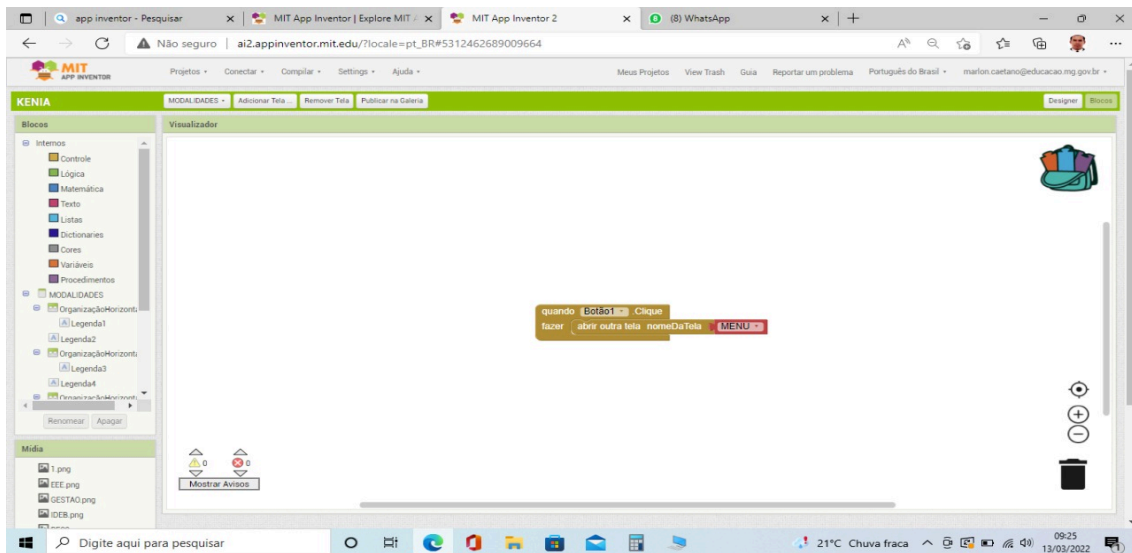 app inventor - Pesquisar
MIT App Inventor | Explore MIT
MIT App Inventor 2
(8) WhatsApp
Não seguro
ai2.appinventor.mit.edu/?locale=pt_BR#5312462689009664
MIT
APP INVENTOR
Projetos
Conectar
Compilar
Settings
Ajuda
Meus Projetos
View Trash
Guia
Reportar um problema
Português do Brasil
marlon.caetano@educacao.mg.gov.br
KENIA
MODALIDADES
Adicionar Tela ...
Remover Tela
Publicar na Galeria
Designer
Blocos
Blocos
Visualizador
Internos
Controle
Lógica
Matemática
Texto
Listas
Dictionaries
Cores
Variáveis
Procedimentos
MODALIDADES
OrganizaçãoHorizonta
Legenda1
Legenda2
OrganizaçãoHorizonta
Legenda3
Legenda4
OrganizaçãoHorizonta
Renomear
Apagar
quando Botão1 .Clique
fazer abrir outra tela nomeDaTela MENU
Mídia
1.png
EEE.png
GESTAO.png
IDEB.png
0
0
Mostrar Avisos
Digite aqui para pesquisar
21°C Chuva fraca
09:25
13/03/2022